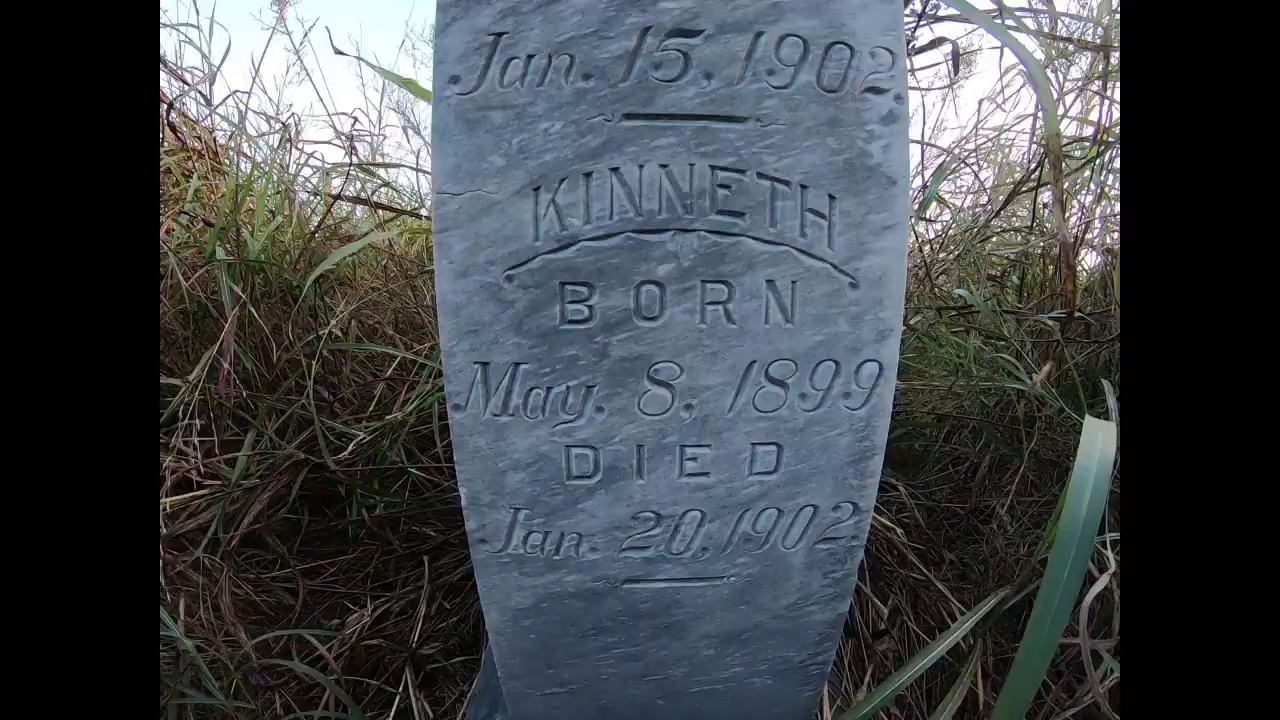 Jan. 15, 1902.
KINNETH
BORN
May. 8, 1899
DIED
Jan. 20, 1902.